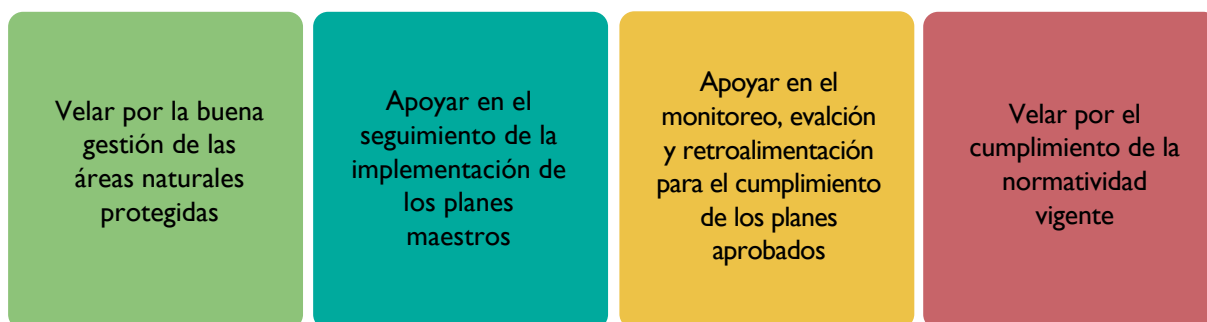 Velar por la buena
gestión de las
áreas naturales
protegidas
Apoyar en el
seguimiento de la
implementación de
los planes
maestros
Apoyar en el
monitoreo, evalción
y retroalimentación
para el cumplimiento
de los planes
aprobados
Velar por el
cumplimiento de la
normatividad
vigente